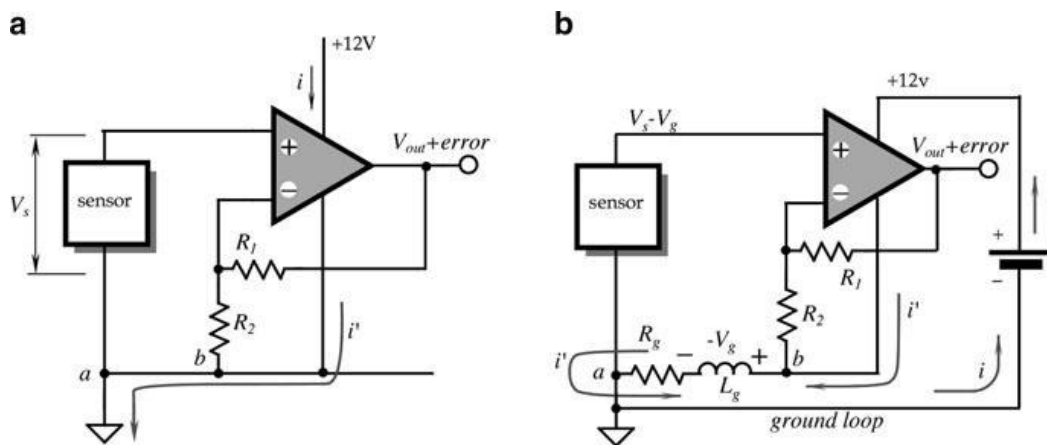 a
+12V
i
+
−
V_out+error
sensor
V_s
R_1
R_2
i'
b
a
b
+12v
V_s-V_g
+
−
V_out+error
sensor
+
−
R_1
R_2
i'
R_g
-V_g
−
+
b
i'
a
L_g
i
ground loop